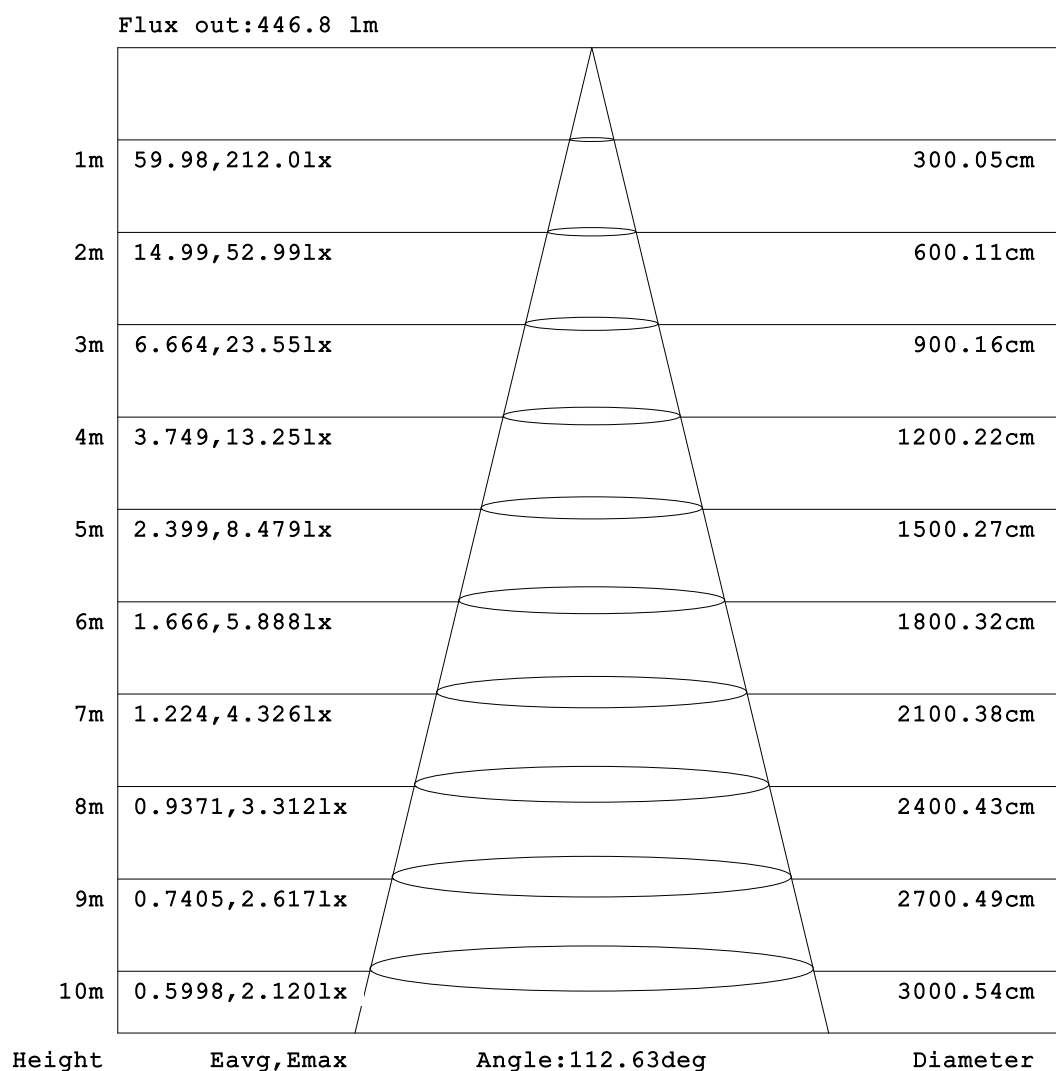 Flux out:446.8 lm
1m 59.98,212.0lx 300.05cm
2m 14.99,52.99lx 600.11cm
3m 6.664,23.55lx 900.16cm
4m 3.749,13.25lx 1200.22cm
5m 2.399,8.479lx 1500.27cm
6m 1.666,5.888lx 1800.32cm
7m 1.224,4.326lx 2100.38cm
8m 0.9371,3.312lx 2400.43cm
9m 0.7405,2.617lx 2700.49cm
10m 0.5998,2.120lx 3000.54cm
Height Eavg,Emax Angle:112.63deg Diameter